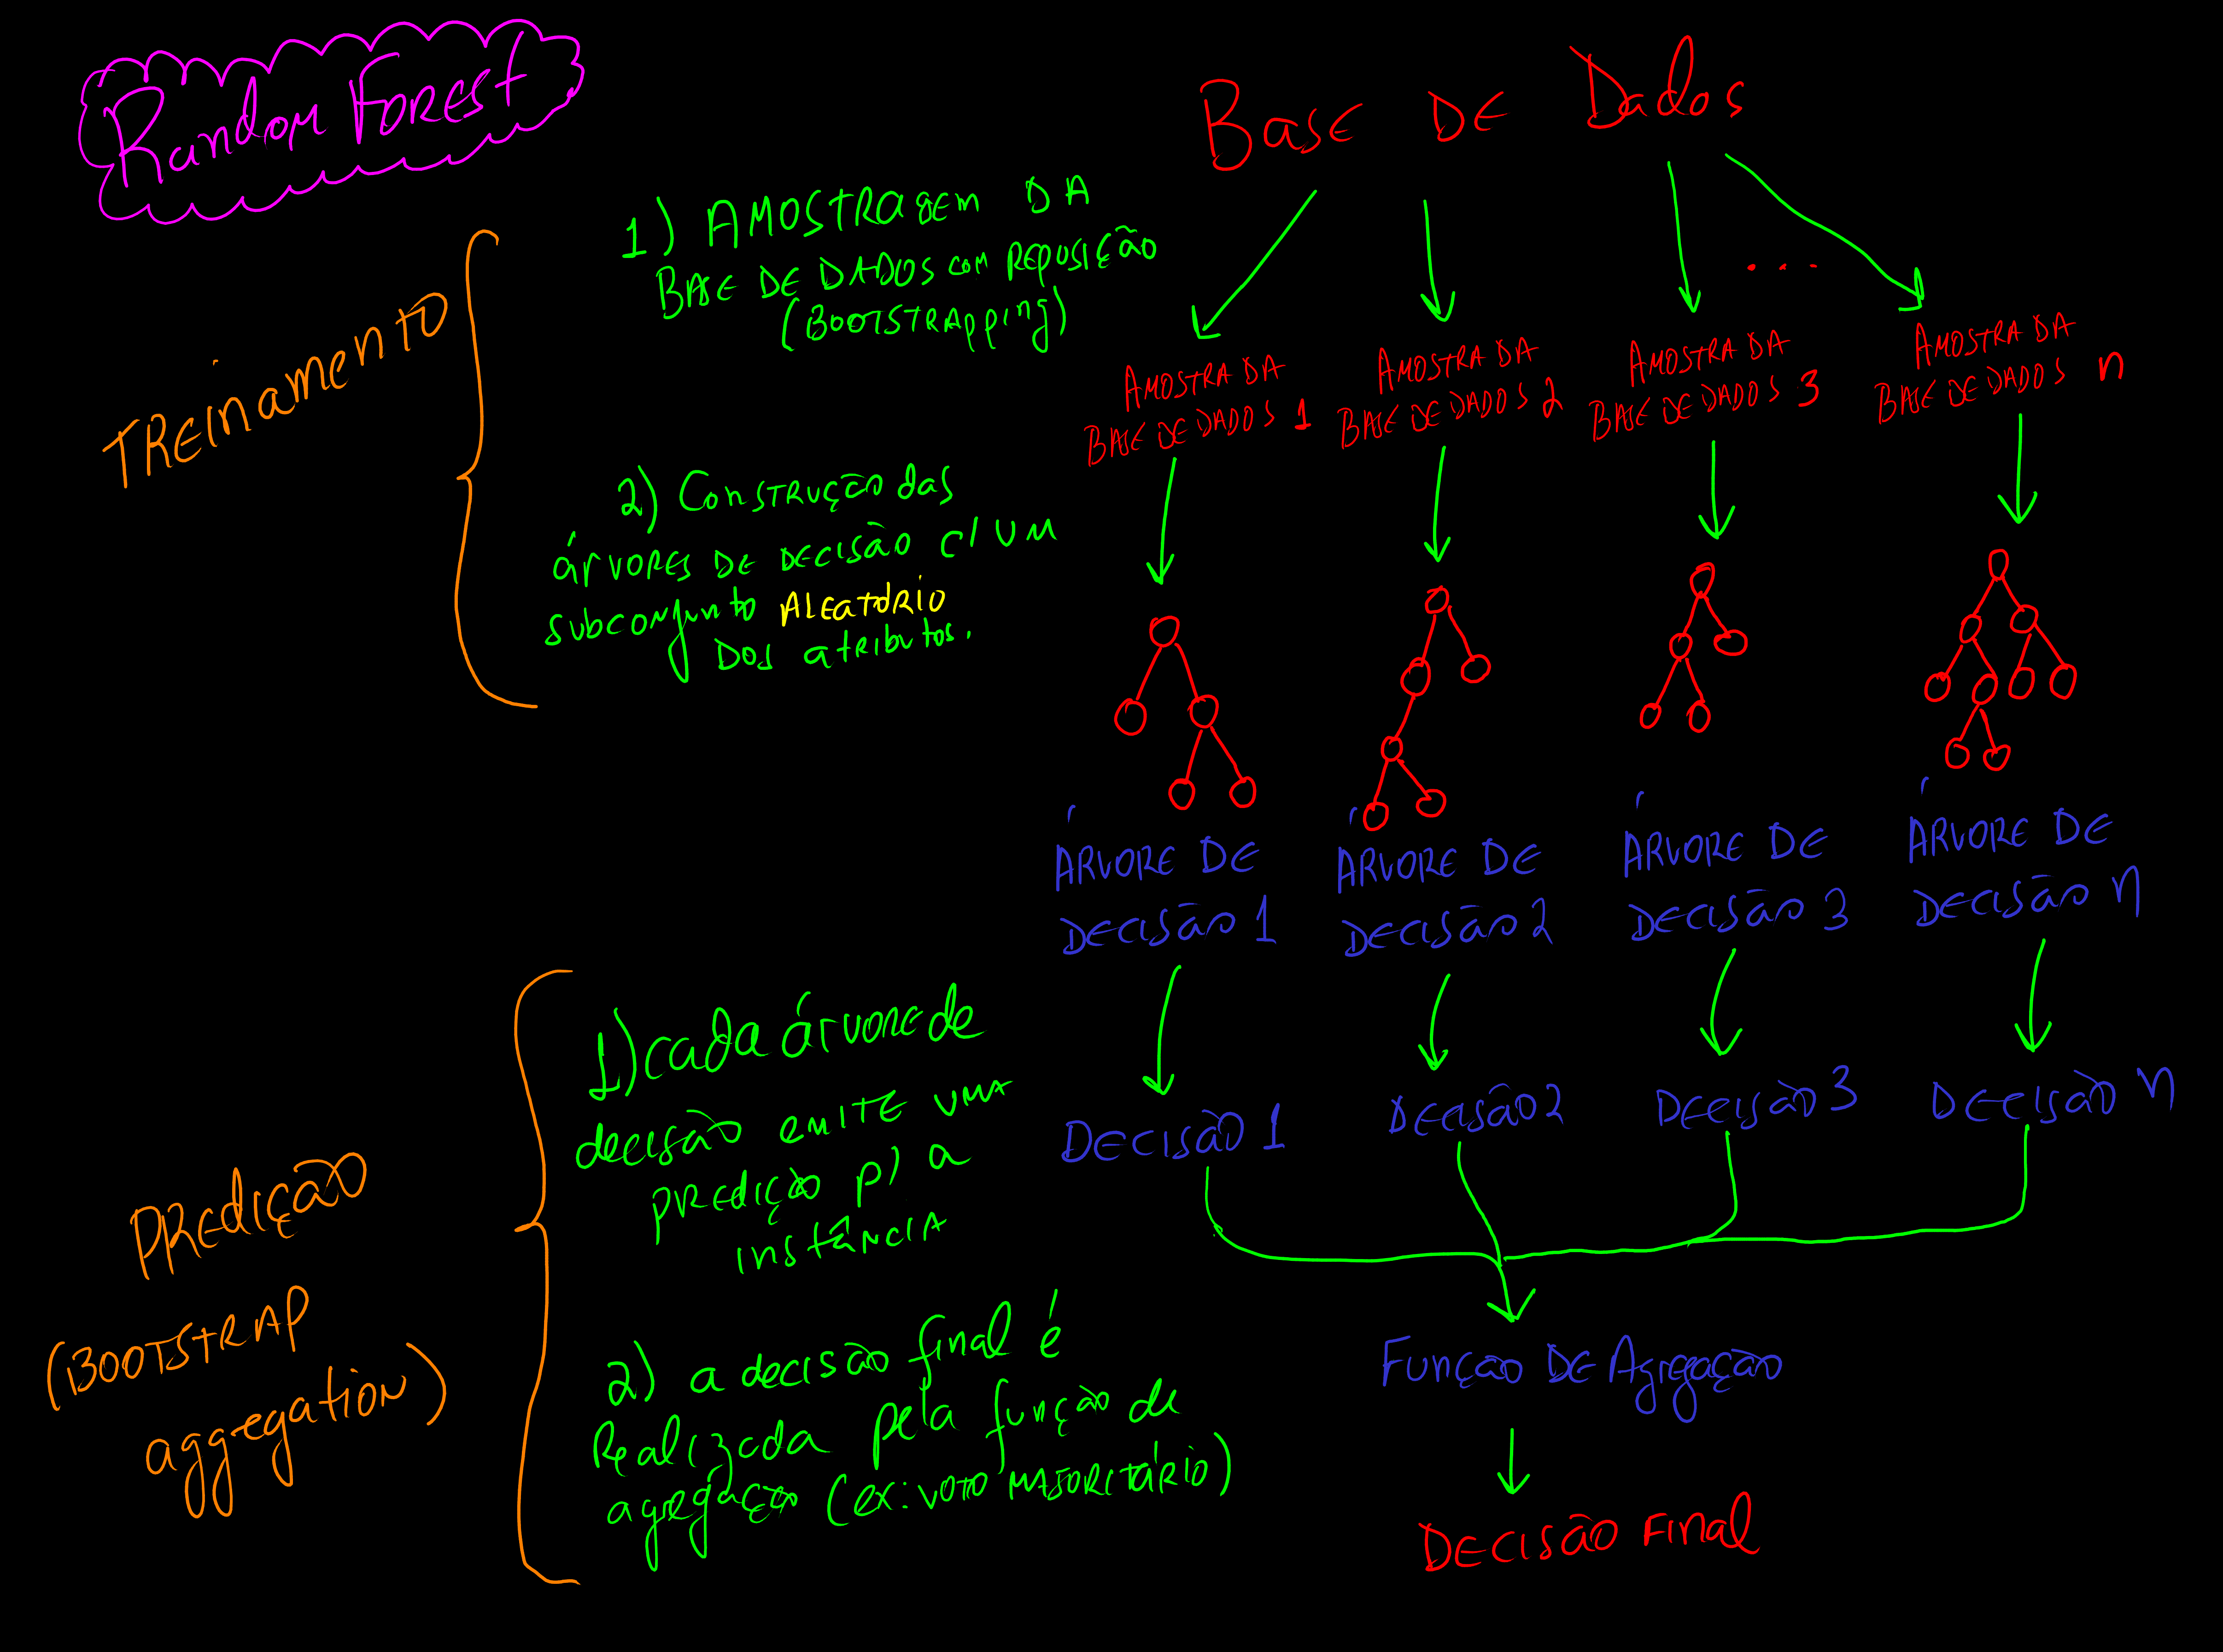 Random Forest
Base de Dados
Treinamento
1) Amostragem da
base de dados com reposição
(bootstrapping)
...
Amostra da
base de dados 1
Amostra da
base de dados 2
Amostra da
base de dados 3
Amostra da
base de dados n
2) Construção das
árvores de decisão c/ um
subconjunto aleatório
dos atributos.
Árvore de
decisão 1
Árvore de
decisão 2
Árvore de
decisão 3
Árvore de
decisão n
Predição
(Bootstrap
aggegation)
1) cada árvore de
decisão emite uma
predição p/ a
instância
Decisão 1
Decisão 2
Decisão 3
Decisão n
2) a decisão final é
realizada pela função de
agregação (ex: voto majoritário)
Função de Agregação
Decisão Final